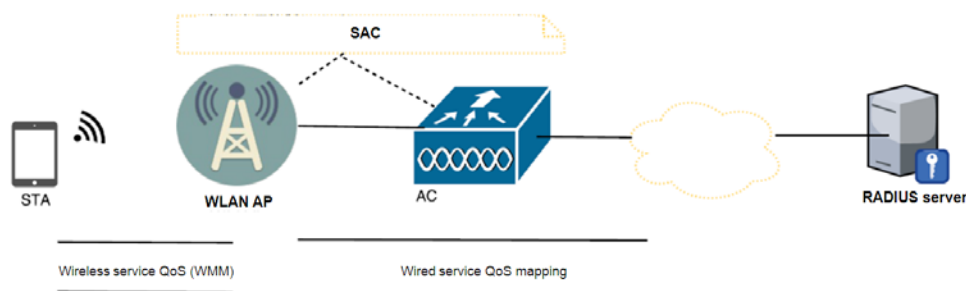 SAC
STA
WLAN AP
AC
RADIUS server
Wireless service QoS (WMM)
Wired service QoS mapping